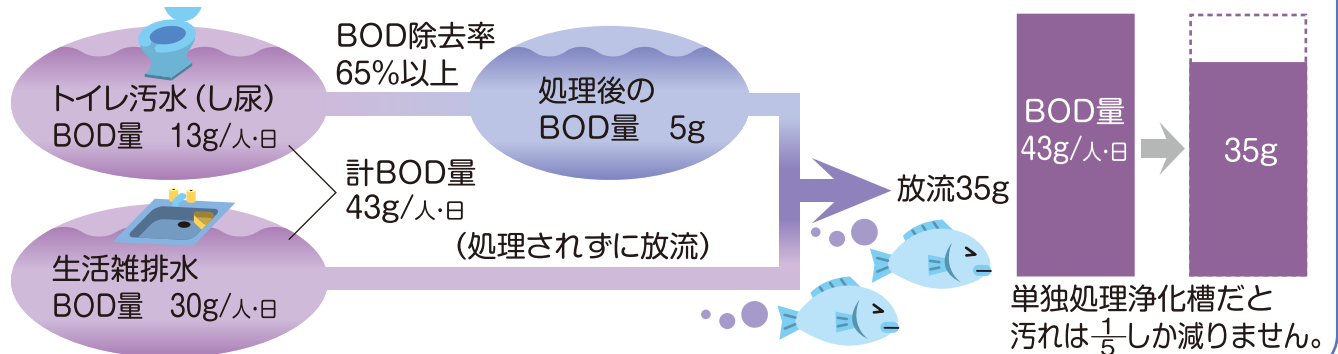 トイレ汚水（し尿）
BOD量　13g/人·日
BOD除去率
65%以上
処理後の
BOD量　5g
計BOD量
43g/人·日
生活雑排水
BOD量　30g/人·日
（処理されずに放流）
放流35g
BOD量
43g/人·日
35g
単独処理浄化槽だと
汚れは1/5しか減りません。